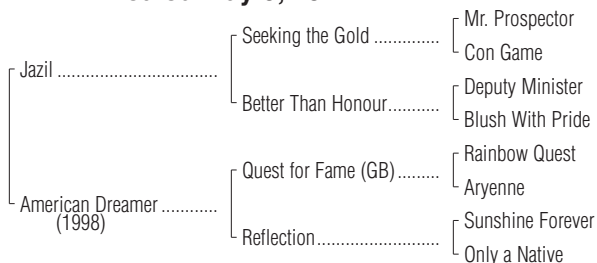 Mr. Prospector
Seeking the Gold .............
Con Game
Jazil ................................
Deputy Minister
Better Than Honour...........
Blush With Pride
Rainbow Quest
Quest for Fame (GB).........
Aryenne
American Dreamer ...........
(1998)
Sunshine Forever
Reflection.........................
Only a Native